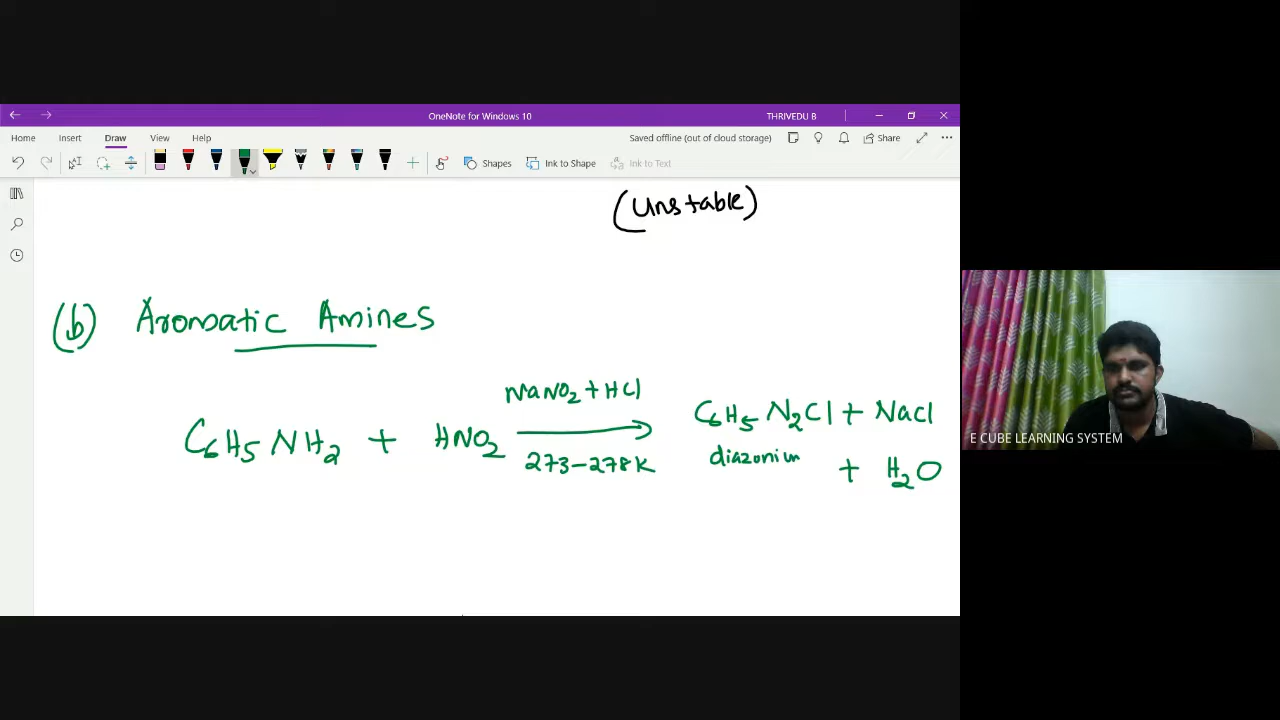 OneNote for Windows 10
THRIVEDU B
Home Insert Draw View Help
Saved offline (out of cloud storage)
Share
Shapes Ink to Shape Ink to Text
(Unstable)
(b) Aromatic Amines
NaNO2 + HCl
C6H5NH2 + HNO2 → C6H5N2Cl + NaCl
273-278K diazonium + H2O
E CUBE LEARNING SYSTEM